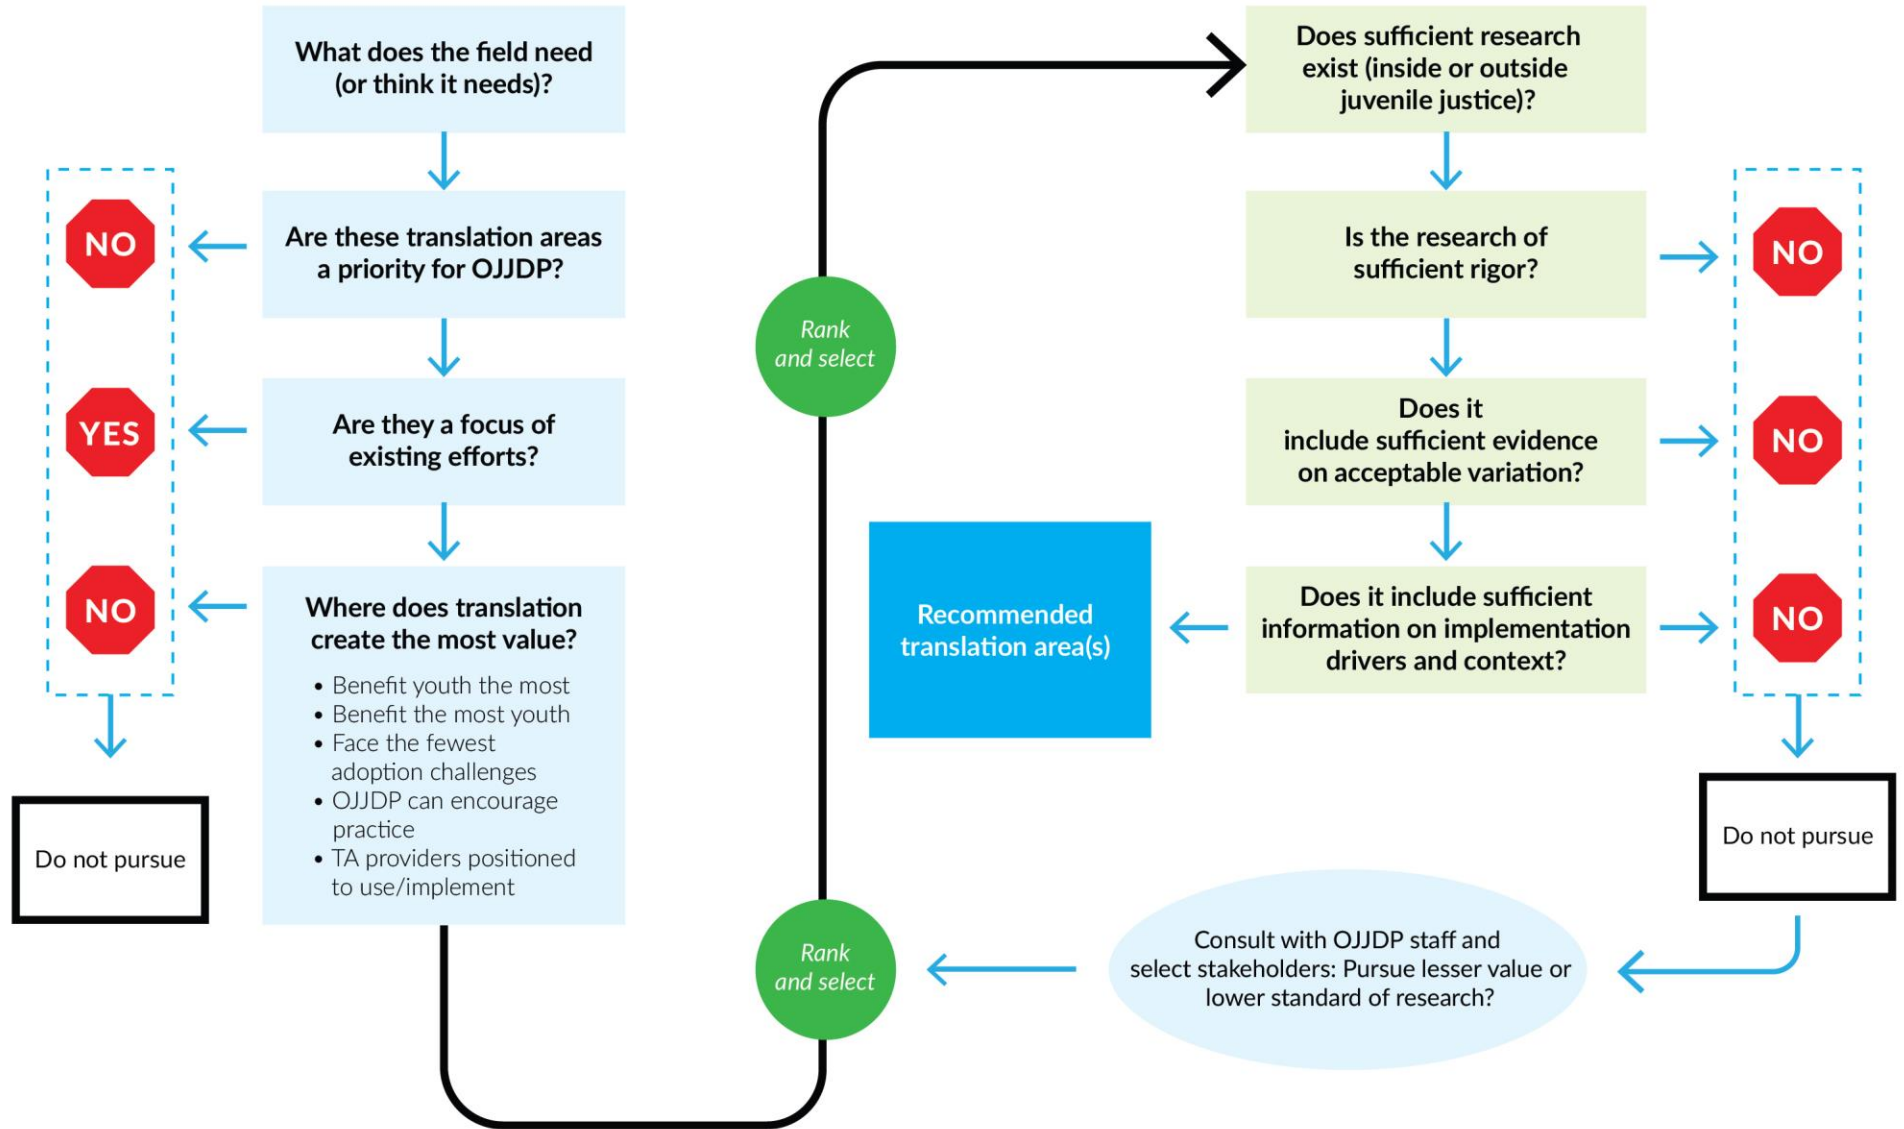 What does the field need
(or think it needs)?
Are these translation areas
a priority for OJJDP?
NO
Are they a focus of
existing efforts?
YES
Where does translation
create the most value?
• Benefit youth the most
• Benefit the most youth
• Face the fewest
adoption challenges
• OJJDP can encourage
practice
• TA providers positioned
to use/implement
NO
Do not pursue
Rank
and select
Rank
and select
Does sufficient research
exist (inside or outside
juvenile justice)?
Is the research of
sufficient rigor?
NO
Does it
include sufficient evidence
on acceptable variation?
NO
Does it include sufficient
information on implementation
drivers and context?
NO
Recommended
translation area(s)
Do not pursue
Consult with OJJDP staff and
select stakeholders: Pursue lesser value or
lower standard of research?